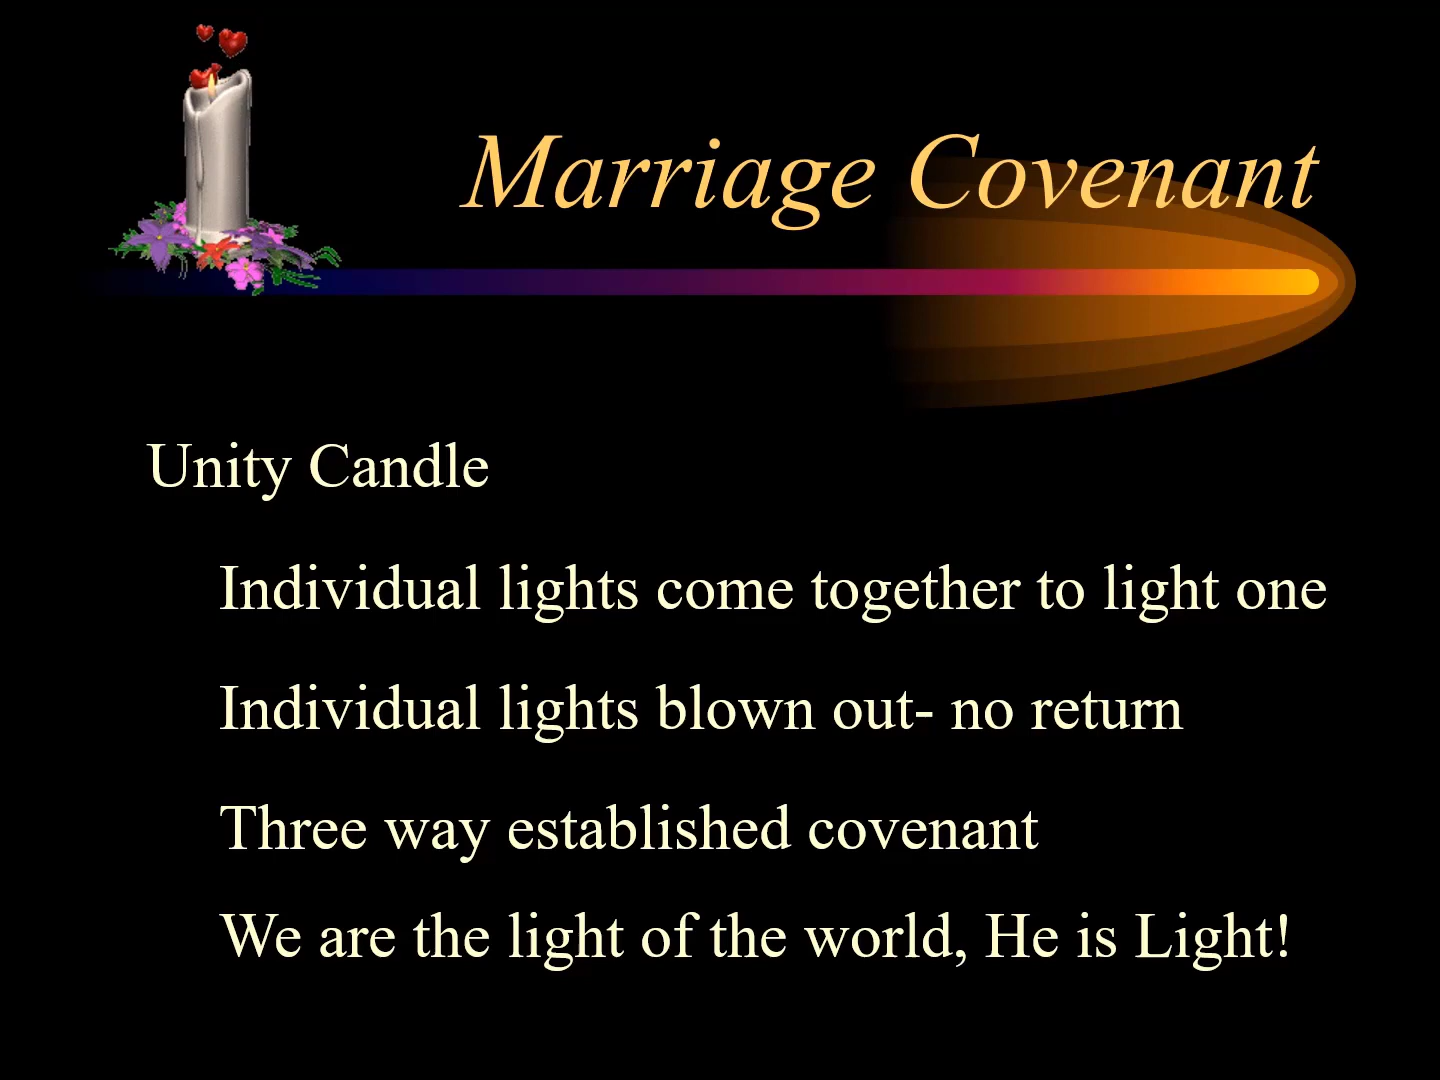 Marriage Covenant
Unity Candle
Individual lights come together to light one
Individual lights blown out- no return
Three way established covenant
We are the light of the world, He is Light!